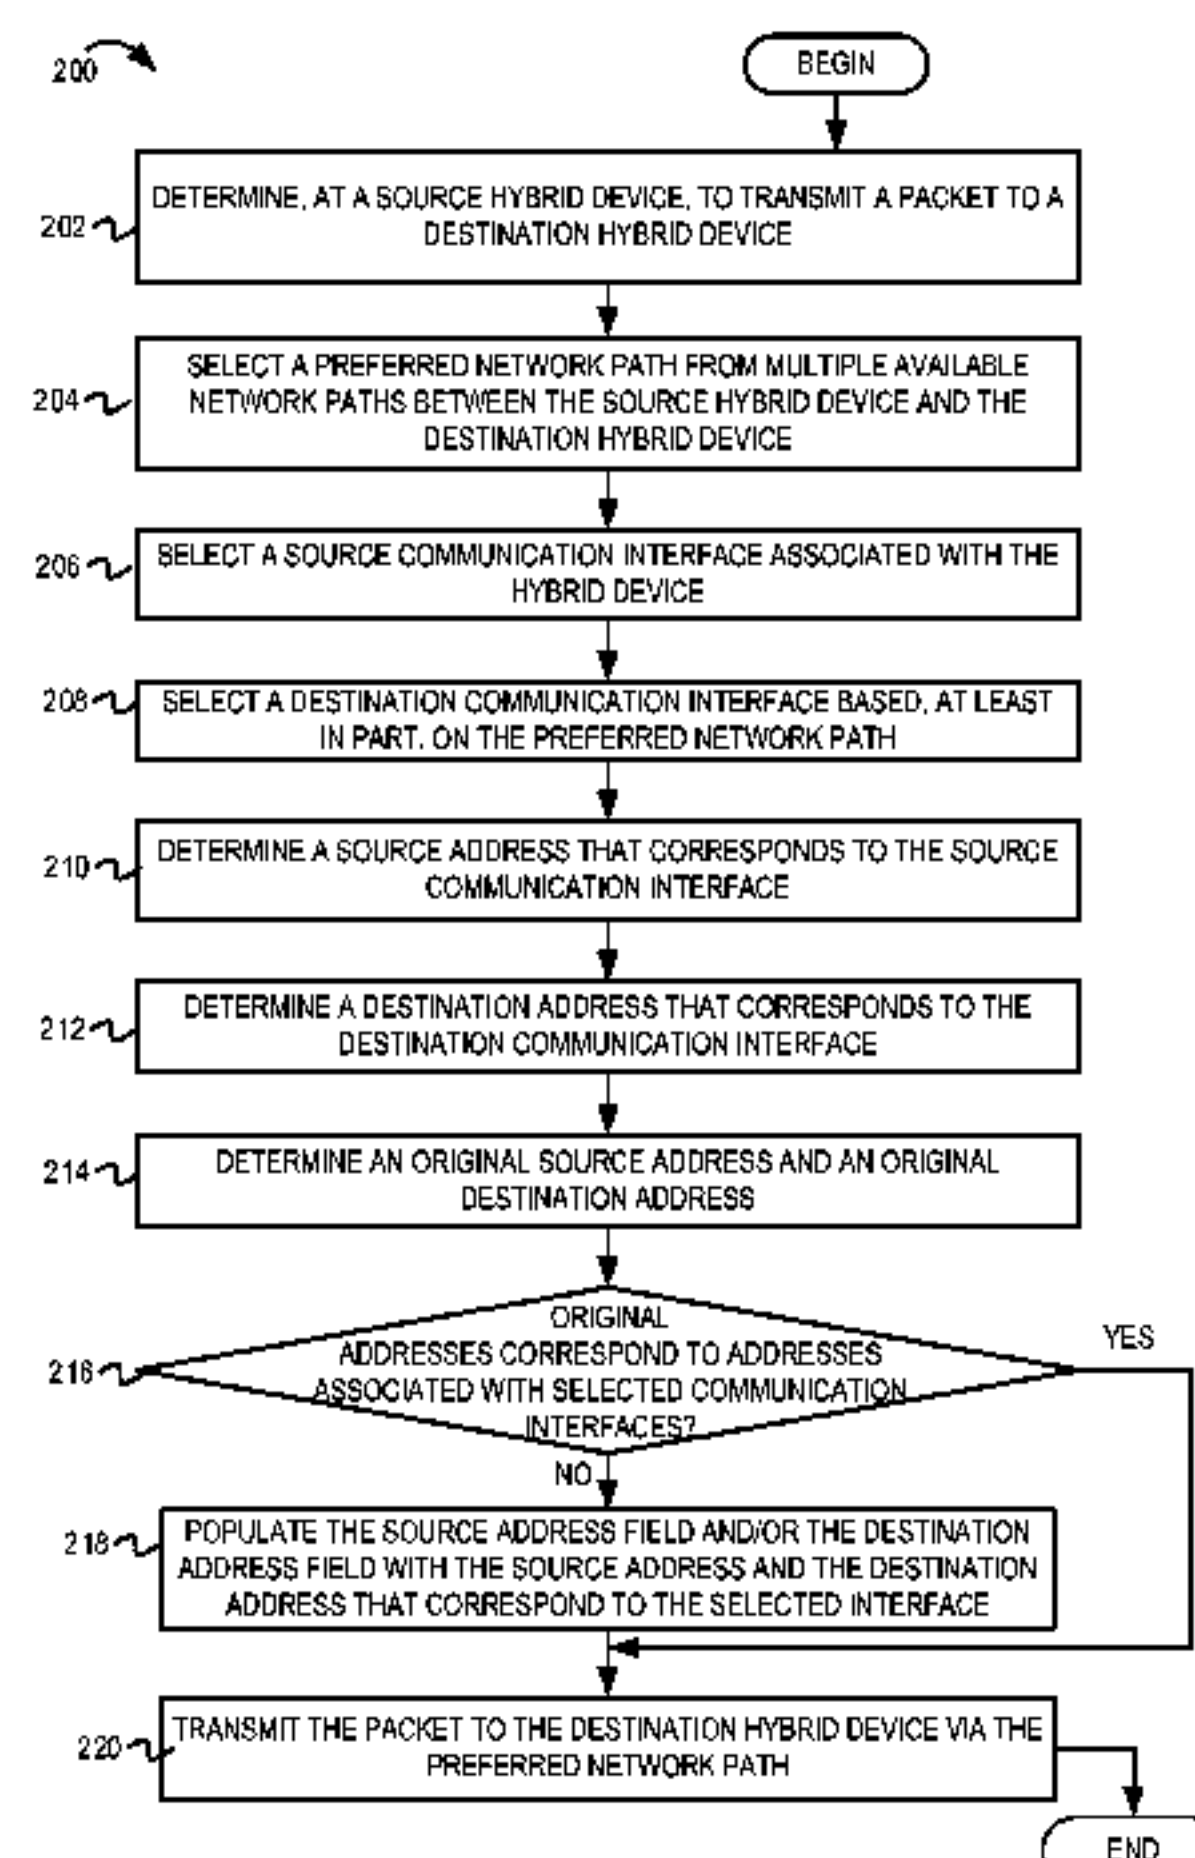 200
BEGIN
DETERMINE, AT A SOURCE HYBRID DEVICE, TO TRANSMIT A PACKET TO A
202
DESTINATION HYBRID DEVICE
SELECT A PREFERRED NETWORK PATH FROM MULTIPLE AVAILABLE
204
NETWORK PATHS BETWEEN THE SOURCE HYBRID DEVICE AND THE
DESTINATION HYBRID DEVICE
206
SELECT A SOURCE COMMUNICATION INTERFACE ASSOCIATED WITH THE
HYBRID DEVICE
208
SELECT A DESTINATION COMMUNICATION INTERFACE BASED, AT LEAST
IN PART, ON THE PREFERRED NETWORK PATH
210
DETERMINE A SOURCE ADDRESS THAT CORRESPONDS TO THE SOURCE
COMMUNICATION INTERFACE
212
DETERMINE A DESTINATION ADDRESS THAT CORRESPONDS TO THE
DESTINATION COMMUNICATION INTERFACE
214
DETERMINE AN ORIGINAL SOURCE ADDRESS AND AN ORIGINAL
DESTINATION ADDRESS
216
ORIGINAL
ADDRESSES CORRESPOND TO ADDRESSES
ASSOCIATED WITH SELECTED COMMUNICATION
INTERFACES?
YES
NO
218
POPULATE THE SOURCE ADDRESS FIELD AND/OR THE DESTINATION
ADDRESS FIELD WITH THE SOURCE ADDRESS AND THE DESTINATION
ADDRESS THAT CORRESPOND TO THE SELECTED INTERFACE
220
TRANSMIT THE PACKET TO THE DESTINATION HYBRID DEVICE VIA THE
PREFERRED NETWORK PATH
END